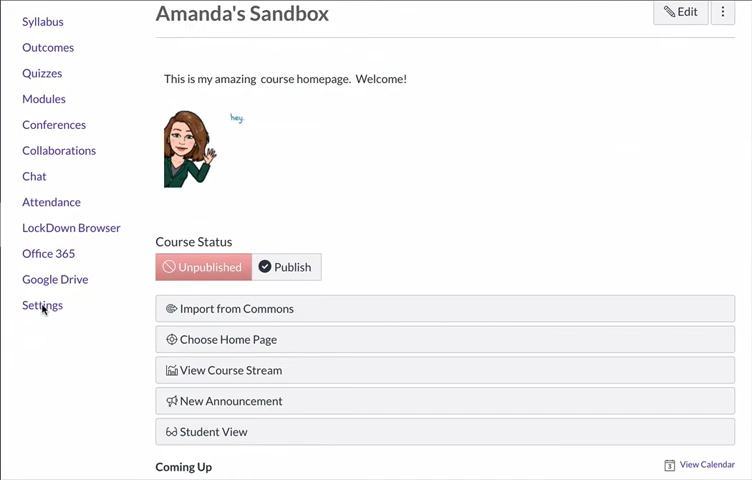 Amanda's Sandbox
Edit
Syllabus
Outcomes
Quizzes
Modules
Conferences
Collaborations
Chat
Attendance
LockDown Browser
Office 365
Google Drive
Settings
This is my amazing course homepage. Welcome!
hey.
Course Status
Unpublished
Publish
Import from Commons
Choose Home Page
View Course Stream
New Announcement
Student View
Coming Up
3 View Calendar